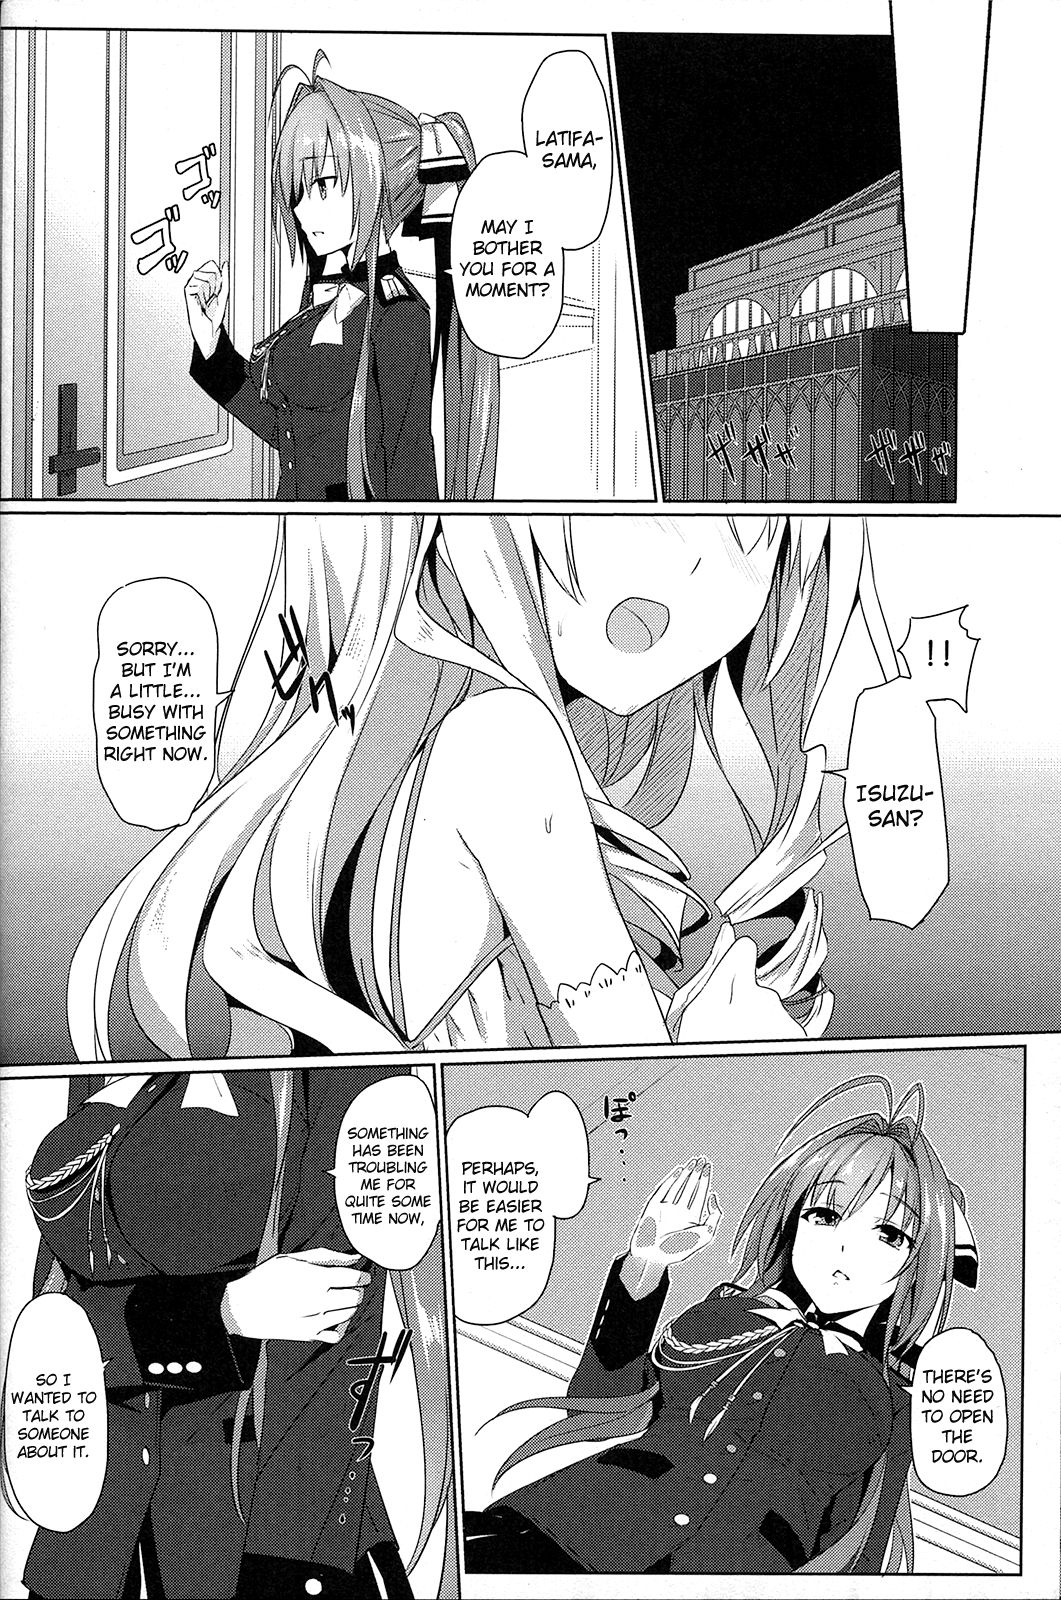 ザザザ
ザザザ
LATIFA-
SAMA,
MAY I
BOTHER
YOU FOR A
MOMENT?
ゴッ
ゴッ
!!
ISUZU-
SAN?
SORRY...
BUT I'M
A LITTLE...
BUSY WITH
SOMETHING
RIGHT NOW.
ビクッ
THERE'S
NO NEED
TO OPEN
THE
DOOR.
ぽっ…
PERHAPS,
IT WOULD
BE EASIER
FOR ME TO
TALK LIKE
THIS...
SOMETHING
HAS BEEN
TROUBLING
ME FOR
QUITE SOME
TIME NOW,
SO I
WANTED TO
TALK TO
SOMEONE
ABOUT IT.